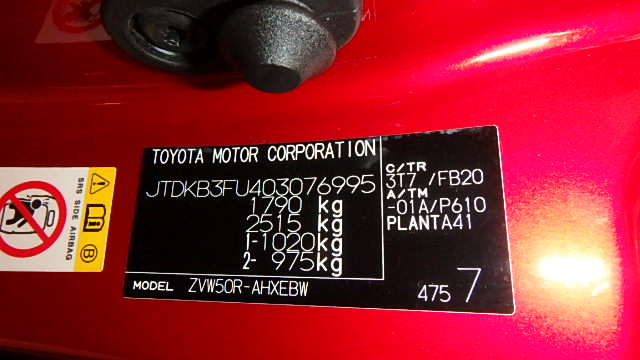 TOYOTA MOTOR CORPORATION
JTDKB3FU403076995
1790 kg
2515 kg
1-1020kg
2- 975kg
MODEL ZVW50R-AHXEBW
C/TR
3T7 /FB20
A/TM
-01A/P610
PLANTA41
475 7
SRS SIDE AIRBAG
B